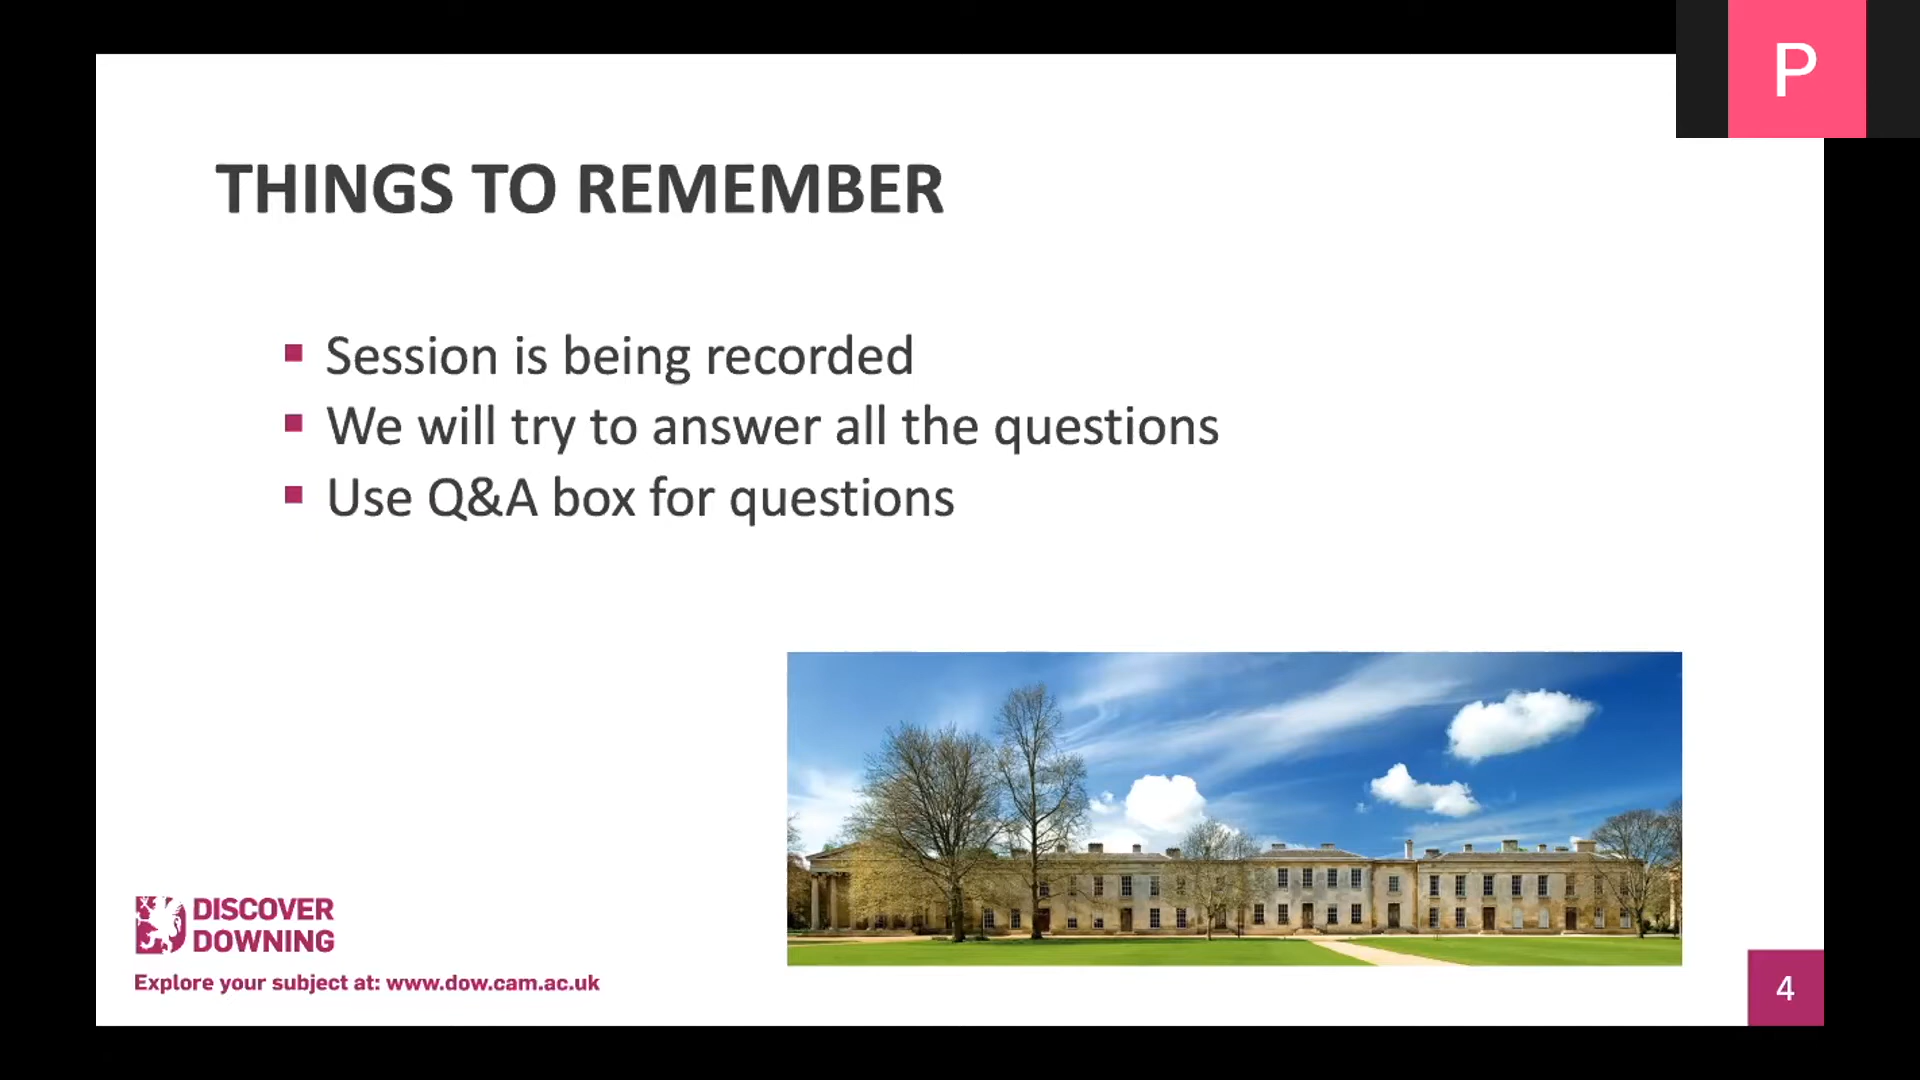 P
THINGS TO REMEMBER
Session is being recorded
We will try to answer all the questions
Use Q&A box for questions
DISCOVER
DOWNING
Explore your subject at: www.dow.cam.ac.uk
4